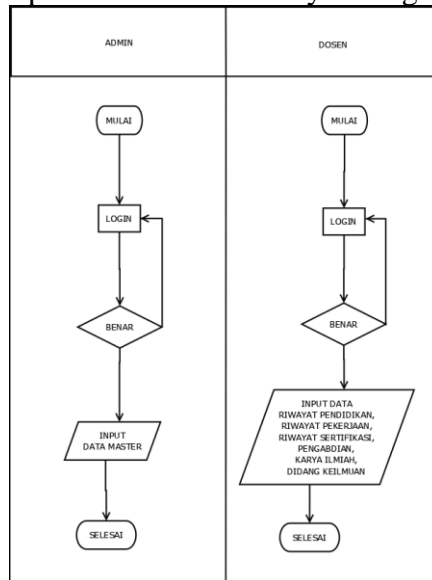 ADMIN
DOSEN
MULAI
MULAI
LOGIN
LOGIN
BENAR
BENAR
INPUT
DATA MASTER
INPUT DATA
RIWAYAT PENDIDIKAN,
RIWAYAT PEKERJAAN,
RIWAYAT SERTIFIKASI,
PENGABDIAN,
KARYA ILMIAH,
DIDANG KEILMUAN
SELESAI
SELESAI